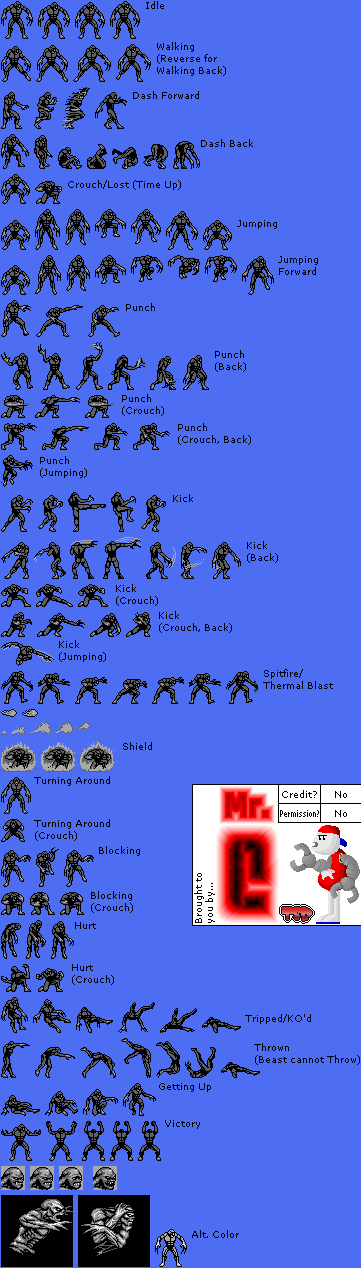 Idle
Walking
(Reverse for
Walking Back)
Dash Forward
Dash Back
Crouch/Lost (Time Up)
Jumping
Jumping
Forward
Punch
Punch
(Back)
Punch
(Crouch)
Punch
(Crouch, Back)
Punch
(Jumping)
Kick
Kick
(Back)
Kick
(Crouch)
Kick
(Crouch, Back)
Kick
(Jumping)
Spitfire/
Thermal Blast
Shield
Turning Around
Turning Around
(Crouch)
Brought to
you by...
Mr.
C
Credit? No
Permission? No
Blocking
Blocking
(Crouch)
Hurt
Hurt
(Crouch)
Tripped/KO'd
Thrown
(Beast cannot Throw)
Getting Up
Victory
Alt. Color